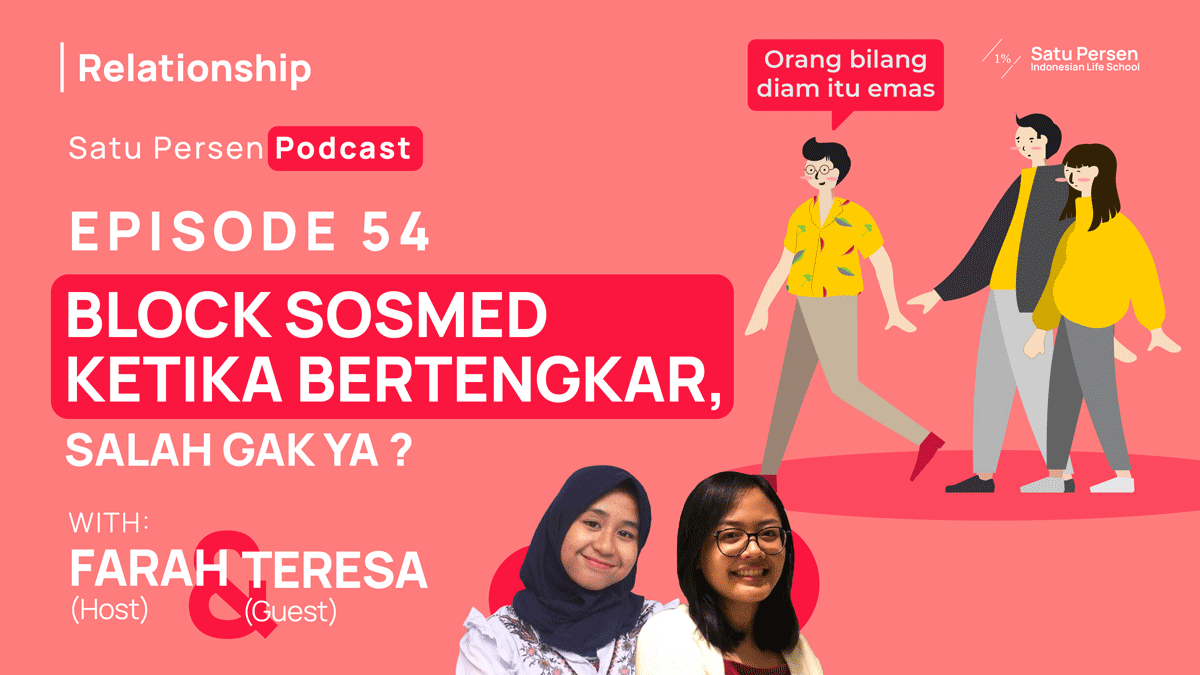 Relationship
Orang bilang
diam itu emas
1%
Satu Persen
Indonesian Life School
Satu Persen Podcast
EPISODE 54
BLOCK SOSMED
KETIKA BERTENGKAR,
SALAH GAK YA ?
WITH:
FARAH & TERESA
(Host) (Guest)